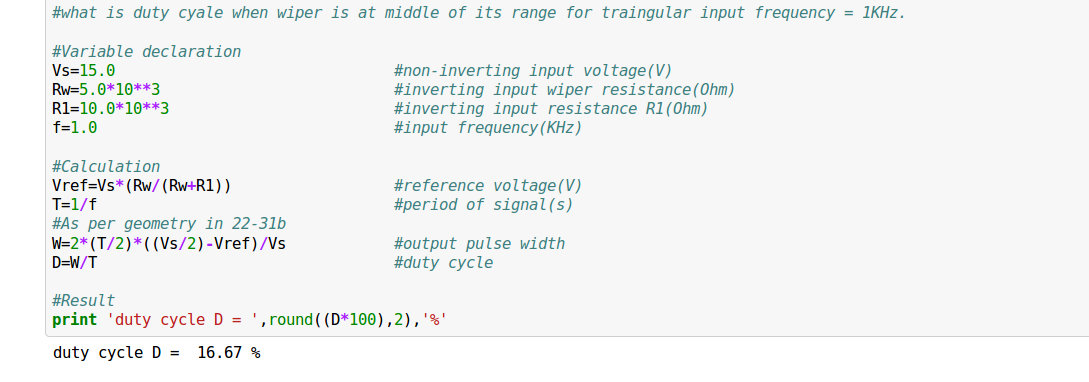 #what is duty cyale when wiper is at middle of its range for traingular input frequency = 1KHz.
#Variable declaration
Vs=15.0 #non-inverting input voltage(V)
Rw=5.0*10**3 #inverting input wiper resistance(Ohm)
R1=10.0*10**3 #inverting input resistance R1(Ohm)
f=1.0 #input frequency(KHz)
#Calculation
Vref=Vs*(Rw/(Rw+R1)) #reference voltage(V)
T=1/f #period of signal(s)
#As per geometry in 22-31b
W=2*(T/2)*((Vs/2)-Vref)/Vs #output pulse width
D=W/T #duty cycle
#Result
print 'duty cycle D = ',round((D*100),2),'%'
duty cycle D =  16.67 %